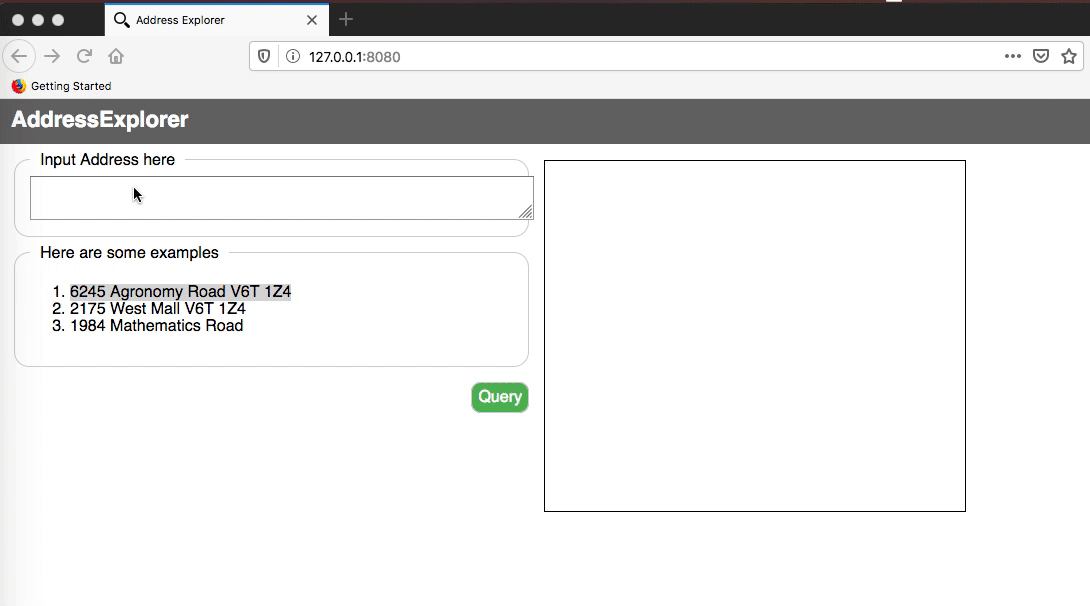 Address Explorer
127.0.0.1:8080
Getting Started
AddressExplorer
Input Address here
Here are some examples
1. 6245 Agronomy Road V6T 1Z4
2. 2175 West Mall V6T 1Z4
3. 1984 Mathematics Road
Query